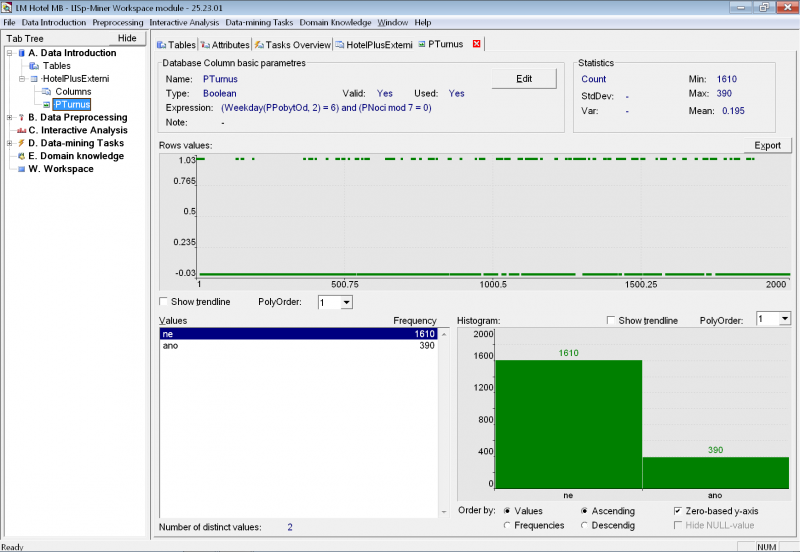 LM Hotel MB - LISp-Miner Workspace module - 25.23.01
File Data Introduction Preprocessing Interactive Analysis Data-mining Tasks Domain Knowledge Window Help
Tab Tree Hide
A. Data Introduction
Tables
HotelPlusExterni
Columns
PTurnus
B. Data Preprocessing
C. Interactive Analysis
D. Data-mining Tasks
E. Domain knowledge
W. Workspace
Tables Attributes Tasks Overview HotelPlusExterni PTurnus
Database Column basic parametres
Name: PTurnus Edit
Type: Boolean Valid: Yes Used: Yes
Expression: (Weekday(PPobytOd, 2) = 6) and (PNoci mod 7 = 0)
Note: -
Statistics
Count Min: 1610
StdDev: - Max: 390
Var: - Mean: 0.195
Rows values: Export
1.03
0.765
0.5
0.235
-0.03
1 500.75 1000.5 1500.25 2000
Show trendline PolyOrder: 1
Values Frequency
ne 1610
ano 390
Number of distinct values: 2
Histogram: Show trendline PolyOrder: 1
2000
1600
1200
800
400
0
1610
390
ne ano
Order by: Values Ascending Zero-based y-axis
Frequencies Descendig Hide NULL-value
Ready NUM